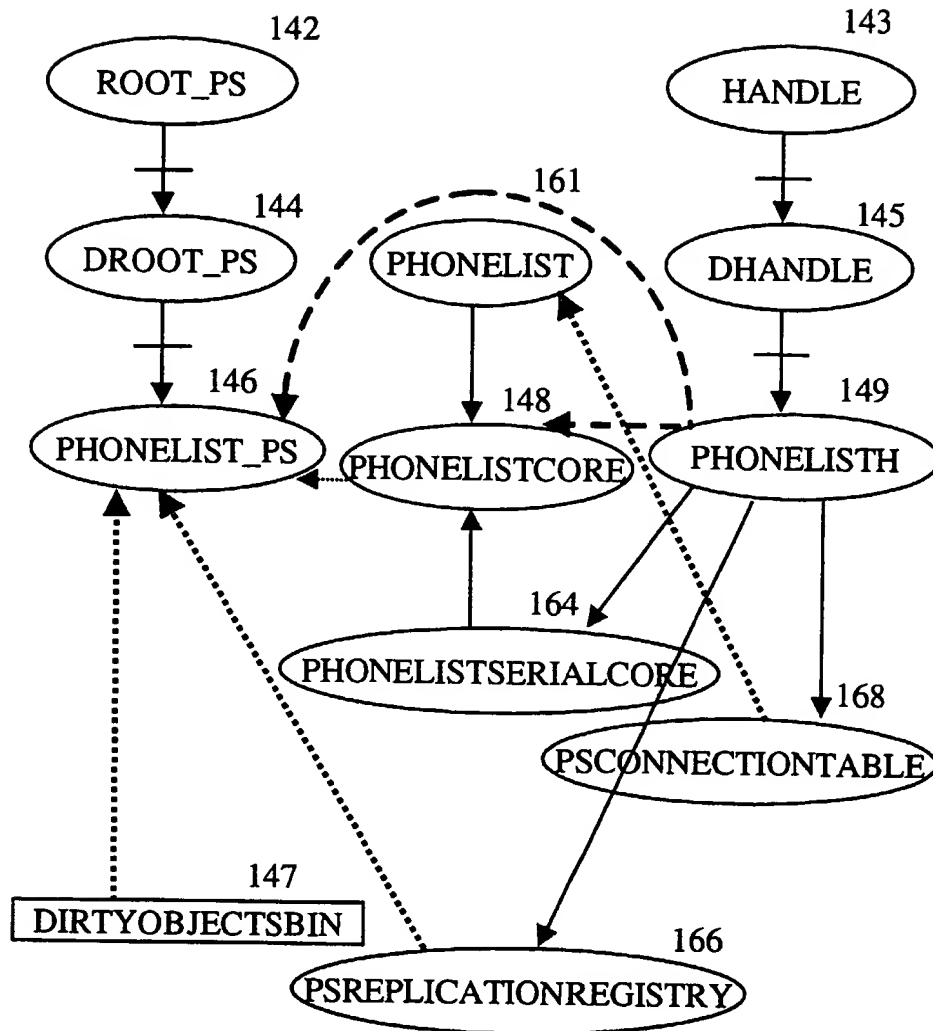 142
143
ROOT_PS
HANDLE
144
161
145
DROOT_PS
PHONELIST
DHANDLE
146
148
149
PHONELIST_PS
PHONELISTCORE
PHONELISTH
164
PHONELISTSERIALCORE
168
PSCONNECTIONTABLE
147
DIRTYOBJECTSBIN
166
PSREPLICATIONREGISTRY